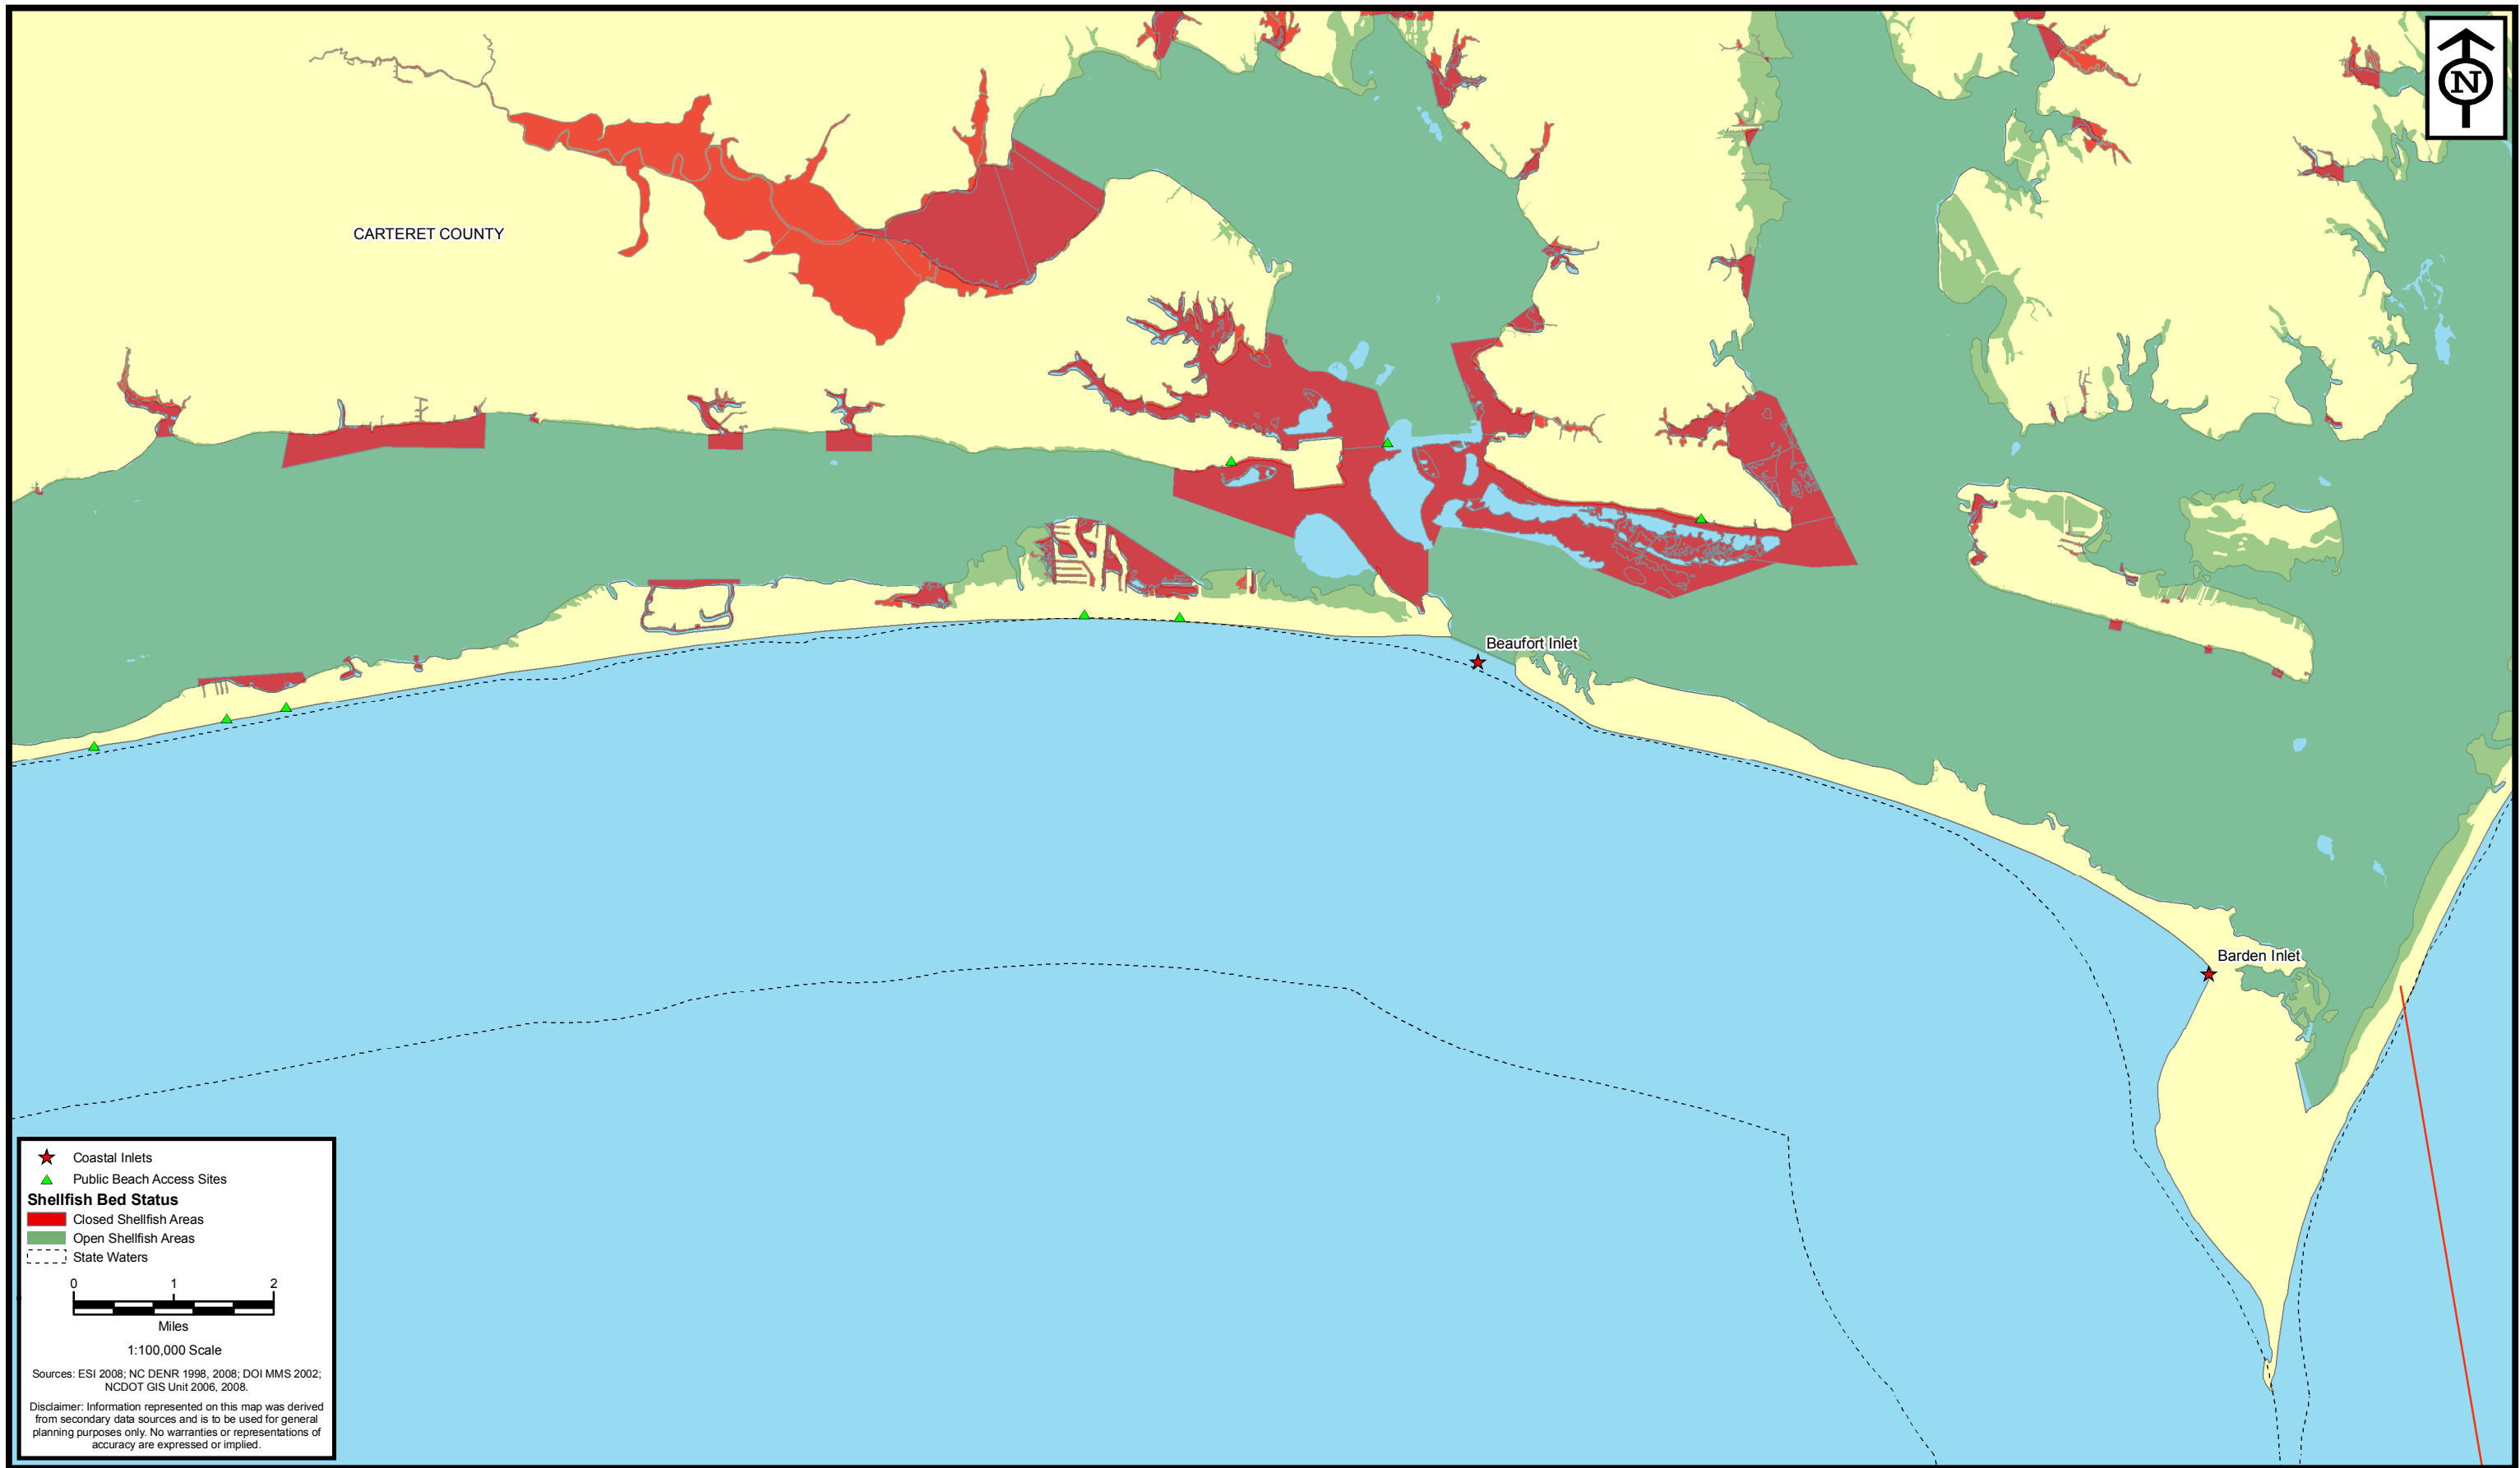 N
CARTERET COUNTY
Beaufort Inlet
Barden Inlet
Coastal Inlets
Public Beach Access Sites
Shellfish Bed Status
Closed Shellfish Areas
Open Shellfish Areas
State Waters
0 1 2
Miles
1:100,000 Scale
Sources: ESI 2008; NC DENR 1998, 2008; DOI MMS 2002;
NCDOT GIS Unit 2006, 2008.
Disclaimer: Information represented on this map was derived
from secondary data sources and is to be used for general
planning purposes only. No warranties or representations of
accuracy are expressed or implied.